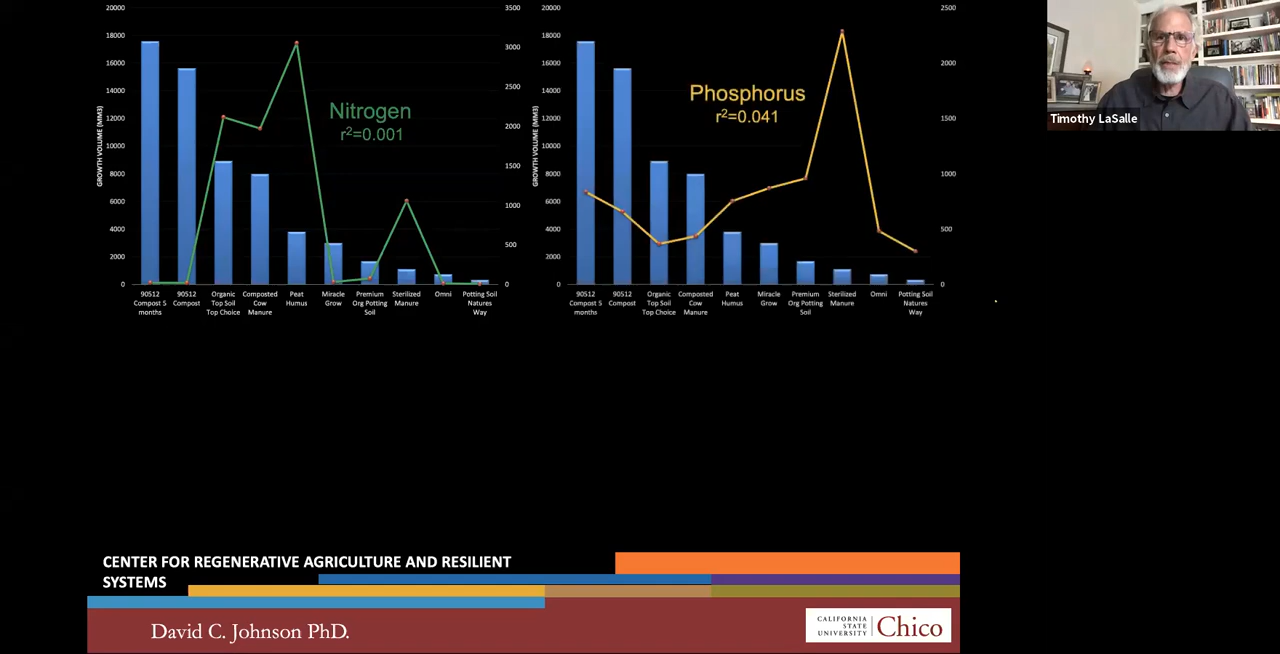 20000
18000
16000
14000
12000
10000
8000
6000
4000
2000
0
GROWTH VOLUME (MM3)
3500
3000
2500
2000
1500
1000
500
0
Nitrogen
r²=0.001
90512 Compost 5 months
90512 Compost
Organic Top Soil Top Choice
Composted Cow Manure
Peat Humus
Miracle Grow
Premium Org Potting Soil
Sterilized Manure
Omni
Potting Soil Natures Way
20000
18000
16000
14000
12000
10000
8000
6000
4000
2000
0
GROWTH VOLUME (MM3)
2500
2000
1500
1000
500
0
Phosphorus
r²=0.041
90512 Compost 5 months
90512 Compost
Organic Top Soil Top Choice
Composted Cow Manure
Peat Humus
Miracle Grow
Premium Org Potting Soil
Sterilized Manure
Omni
Potting Soil Natures Way
Timothy LaSalle
CENTER FOR REGENERATIVE AGRICULTURE AND RESILIENT
SYSTEMS
David C. Johnson PhD.
CALIFORNIA
STATE
UNIVERSITY
Chico